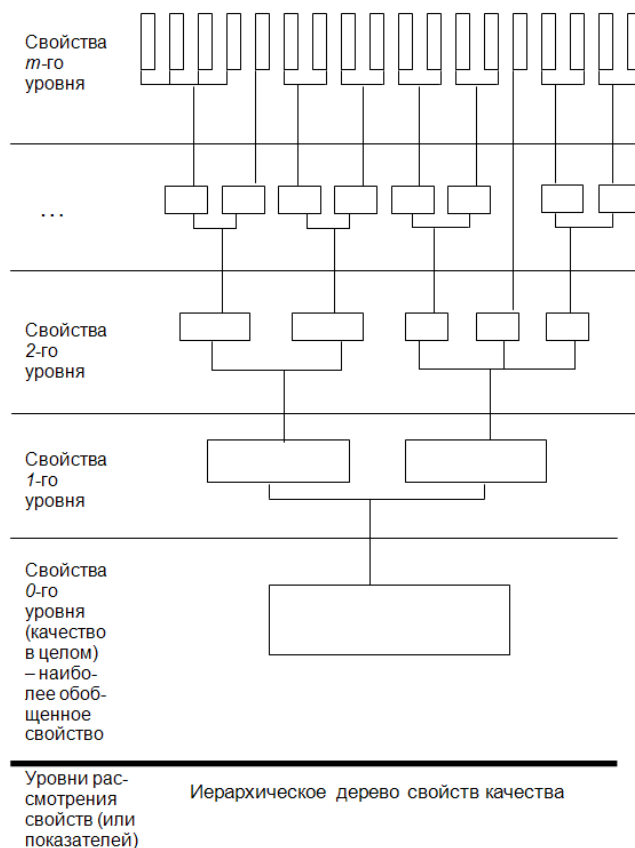 Свойства
m-го
уровня
...
Свойства
2-го
уровня
Свойства
1-го
уровня
Свойства
0-го
уровня
(качество
в целом)
– наибо-
лее обоб-
щенное
свойство
Уровни рас-
смотрения
свойств (или
показателей)
Иерархическое дерево свойств качества